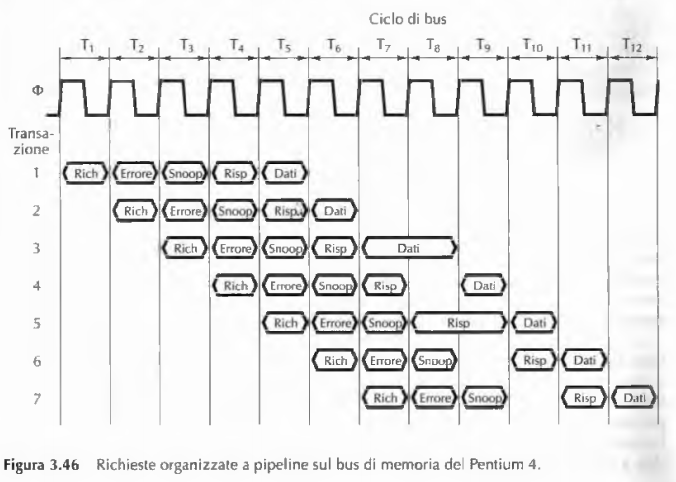 Ciclo di bus
T1 T2 T3 T4 T5 T6 T7 T8 T9 T10 T11 T12
Φ
Transa-
zione
1 Rich Errore Snoop Risp Dati
2 Rich Errore Snoop Risp Dati
3 Rich Errore Snoop Risp Dati
4 Rich Errore Snoop Risp Dati
5 Rich Errore Snoop Risp Dati
6 Rich Errore Snoop Risp Dati
7 Rich Errore Snoop Risp Dati
Figura 3.46 Richieste organizzate a pipeline sul bus di memoria del Pentium 4.